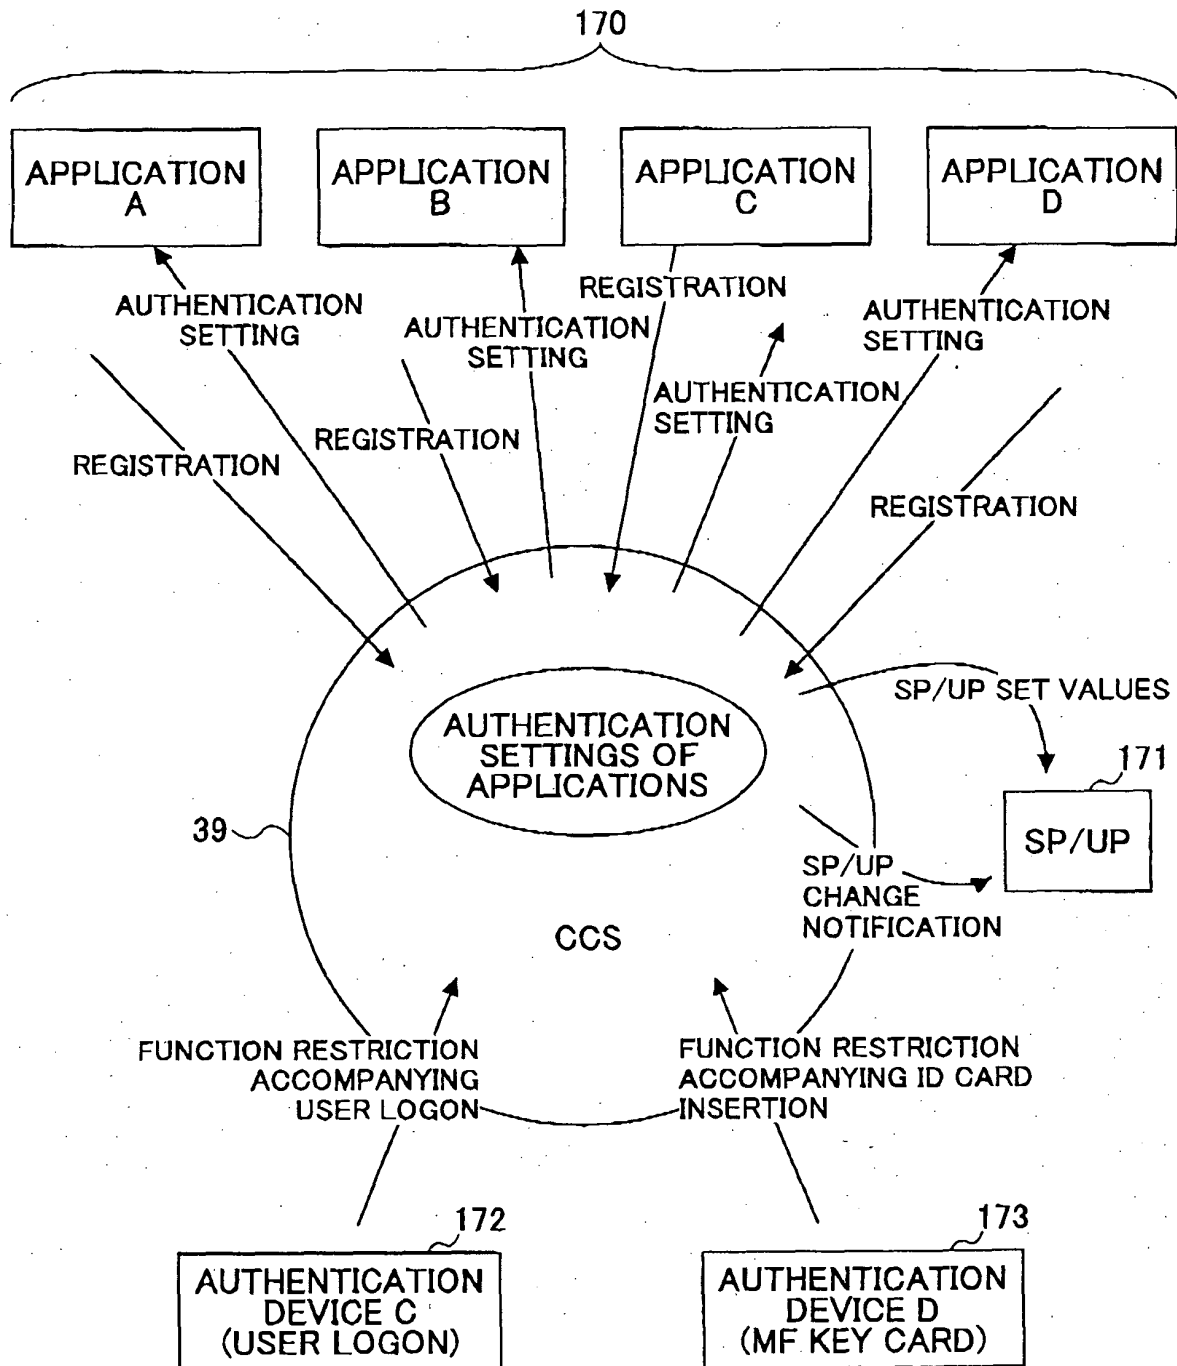 170
APPLICATION
A
APPLICATION
B
APPLICATION
C
APPLICATION
D
AUTHENTICATION
SETTING
REGISTRATION
AUTHENTICATION
SETTING
REGISTRATION
REGISTRATION
AUTHENTICATION
SETTING
AUTHENTICATION
SETTING
REGISTRATION
AUTHENTICATION
SETTINGS OF
APPLICATIONS
SP/UP SET VALUES
171
SP/UP
39
SP/UP
CHANGE
NOTIFICATION
CCS
FUNCTION RESTRICTION
ACCOMPANYING
USER LOGON
FUNCTION RESTRICTION
ACCOMPANYING ID CARD
INSERTION
172
AUTHENTICATION
DEVICE C
(USER LOGON)
173
AUTHENTICATION
DEVICE D
(MF KEY CARD)